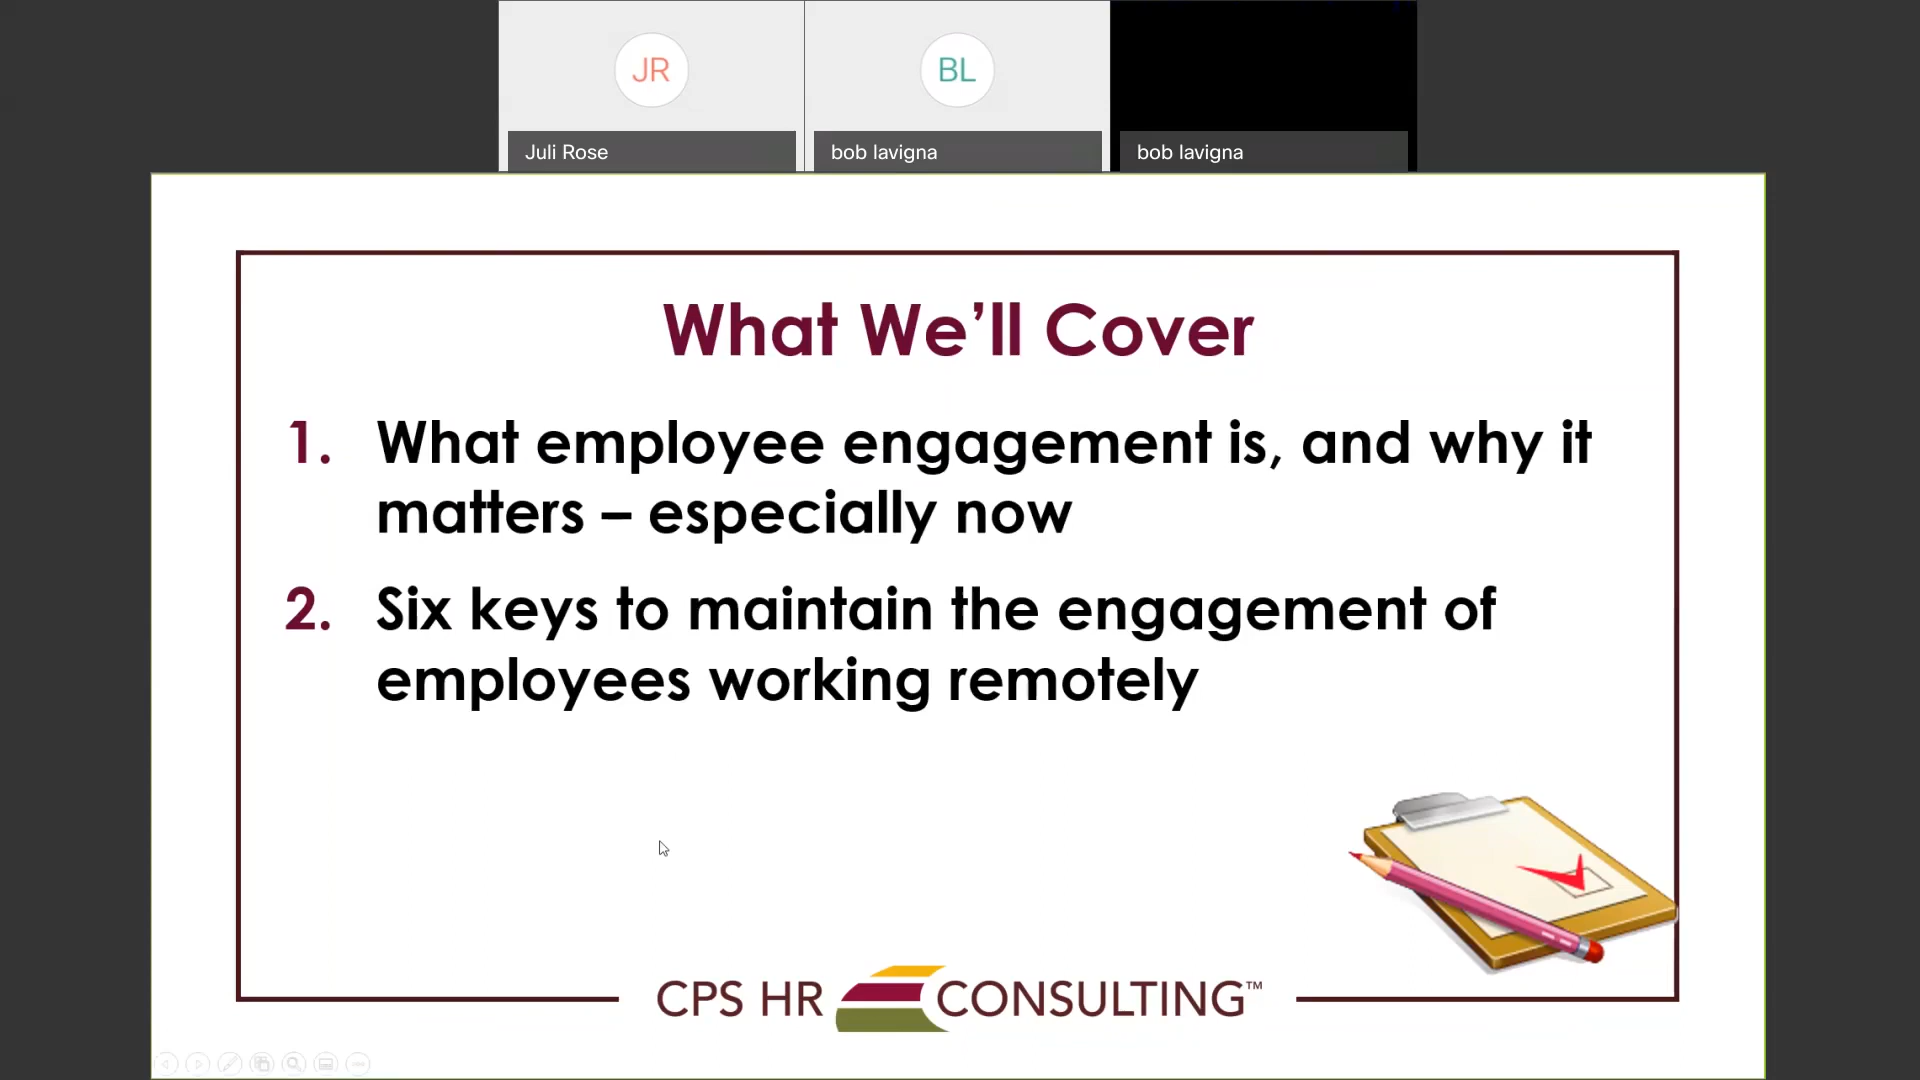 JR
BL
Juli Rose
bob lavigna
bob lavigna
What We’ll Cover
1. What employee engagement is, and why it
matters – especially now
2. Six keys to maintain the engagement of
employees working remotely
CPS HR CONSULTING™